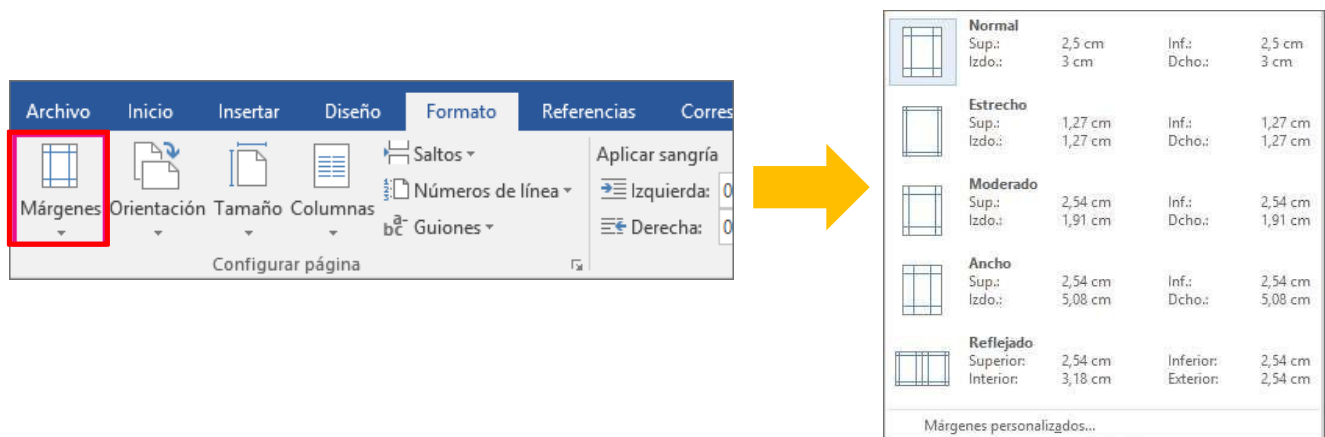 Archivo Inicio Insertar Diseño Formato Referencias Corres
Márgenes Orientación Tamaño Columnas
Saltos
Números de línea
Guiones
Configurar página
Aplicar sangría
Izquierda: 0
Derecha: 0
Normal
Sup.: 2,5 cm Inf.: 2,5 cm
Izdo.: 3 cm Dcho.: 3 cm
Estrecho
Sup.: 1,27 cm Inf.: 1,27 cm
Izdo.: 1,27 cm Dcho.: 1,27 cm
Moderado
Sup.: 2,54 cm Inf.: 2,54 cm
Izdo.: 1,91 cm Dcho.: 1,91 cm
Ancho
Sup.: 2,54 cm Inf.: 2,54 cm
Izdo.: 5,08 cm Dcho.: 5,08 cm
Reflejado
Superior: 2,54 cm Inferior: 2,54 cm
Interior: 3,18 cm Exterior: 2,54 cm
Márgenes personalizados...